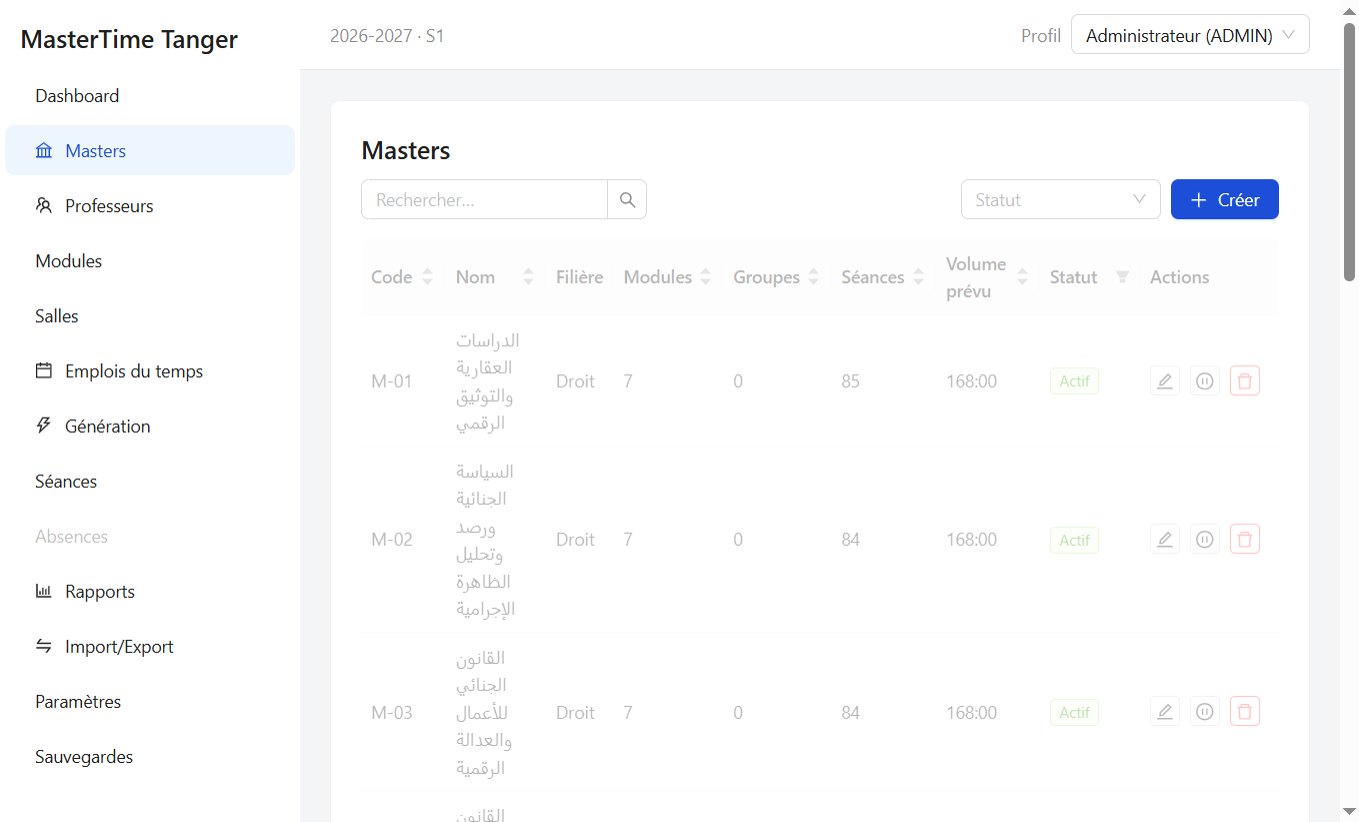 MasterTime Tanger
2026-2027 · S1
Profil
Administrateur (ADMIN)
Dashboard
Masters
Professeurs
Modules
Salles
Emplois du temps
Génération
Séances
Absences
Rapports
Import/Export
Paramètres
Sauvegardes
Masters
Rechercher...
Statut
Créer
Code
Nom
Filière
Modules
Groupes
Séances
Volume
prévu
Statut
Actions
M-01
الدراسات
العقارية
والتوثيق
الرقمي
Droit
7
0
85
168:00
Actif
M-02
السياسة
الجنائية
ورصد
وتحليل
الظاهرة
الإجرامية
Droit
7
0
84
168:00
Actif
M-03
القانون
الجنائي
للأعمال
والعدالة
الرقمية
Droit
7
0
84
168:00
Actif
القانون